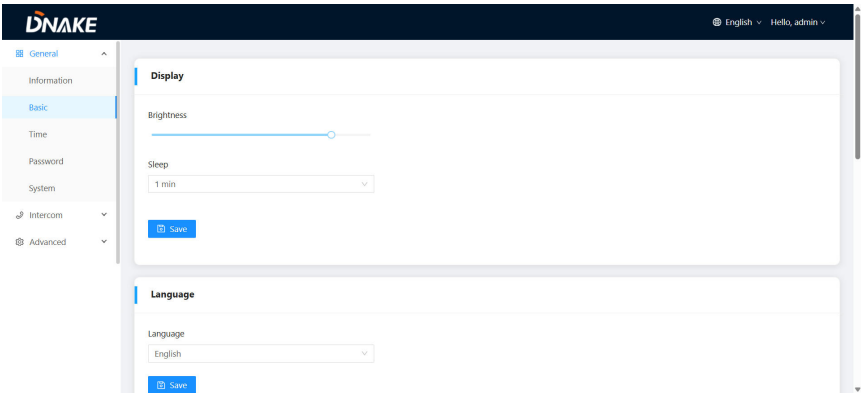 DNAKE
English
Hello, admin
General
Information
Basic
Time
Password
System
Intercom
Advanced
Display
Brightness
Sleep
1 min
Save
Language
Language
English
Save